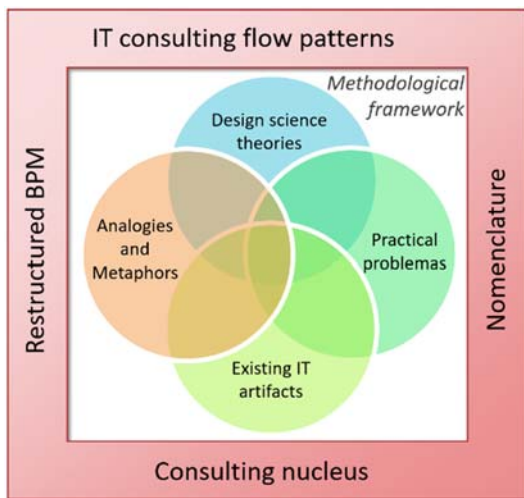 IT consulting flow patterns
Methodological
framework
Design science
theories
Restructured BPM
Analogies
and
Metaphors
Practical
problemas
Nomenclature
Existing IT
artifacts
Consulting nucleus